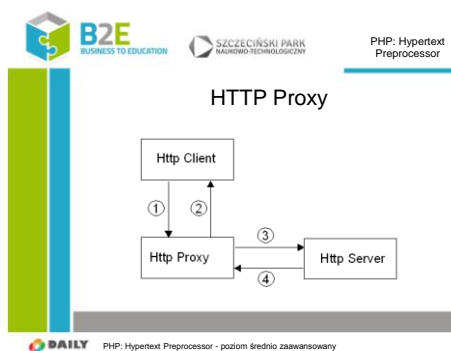 B2E
BUSINESS TO EDUCATION
SZCZECIŃSKI PARK
NAUKOWO-TECHNOLOGICZNY
PHP: Hypertext
Preprocessor
HTTP Proxy
Http Client
1 2
3
Http Proxy
Http Server
4
DAILY
PHP: Hypertext Preprocessor - poziom średnio zaawansowany